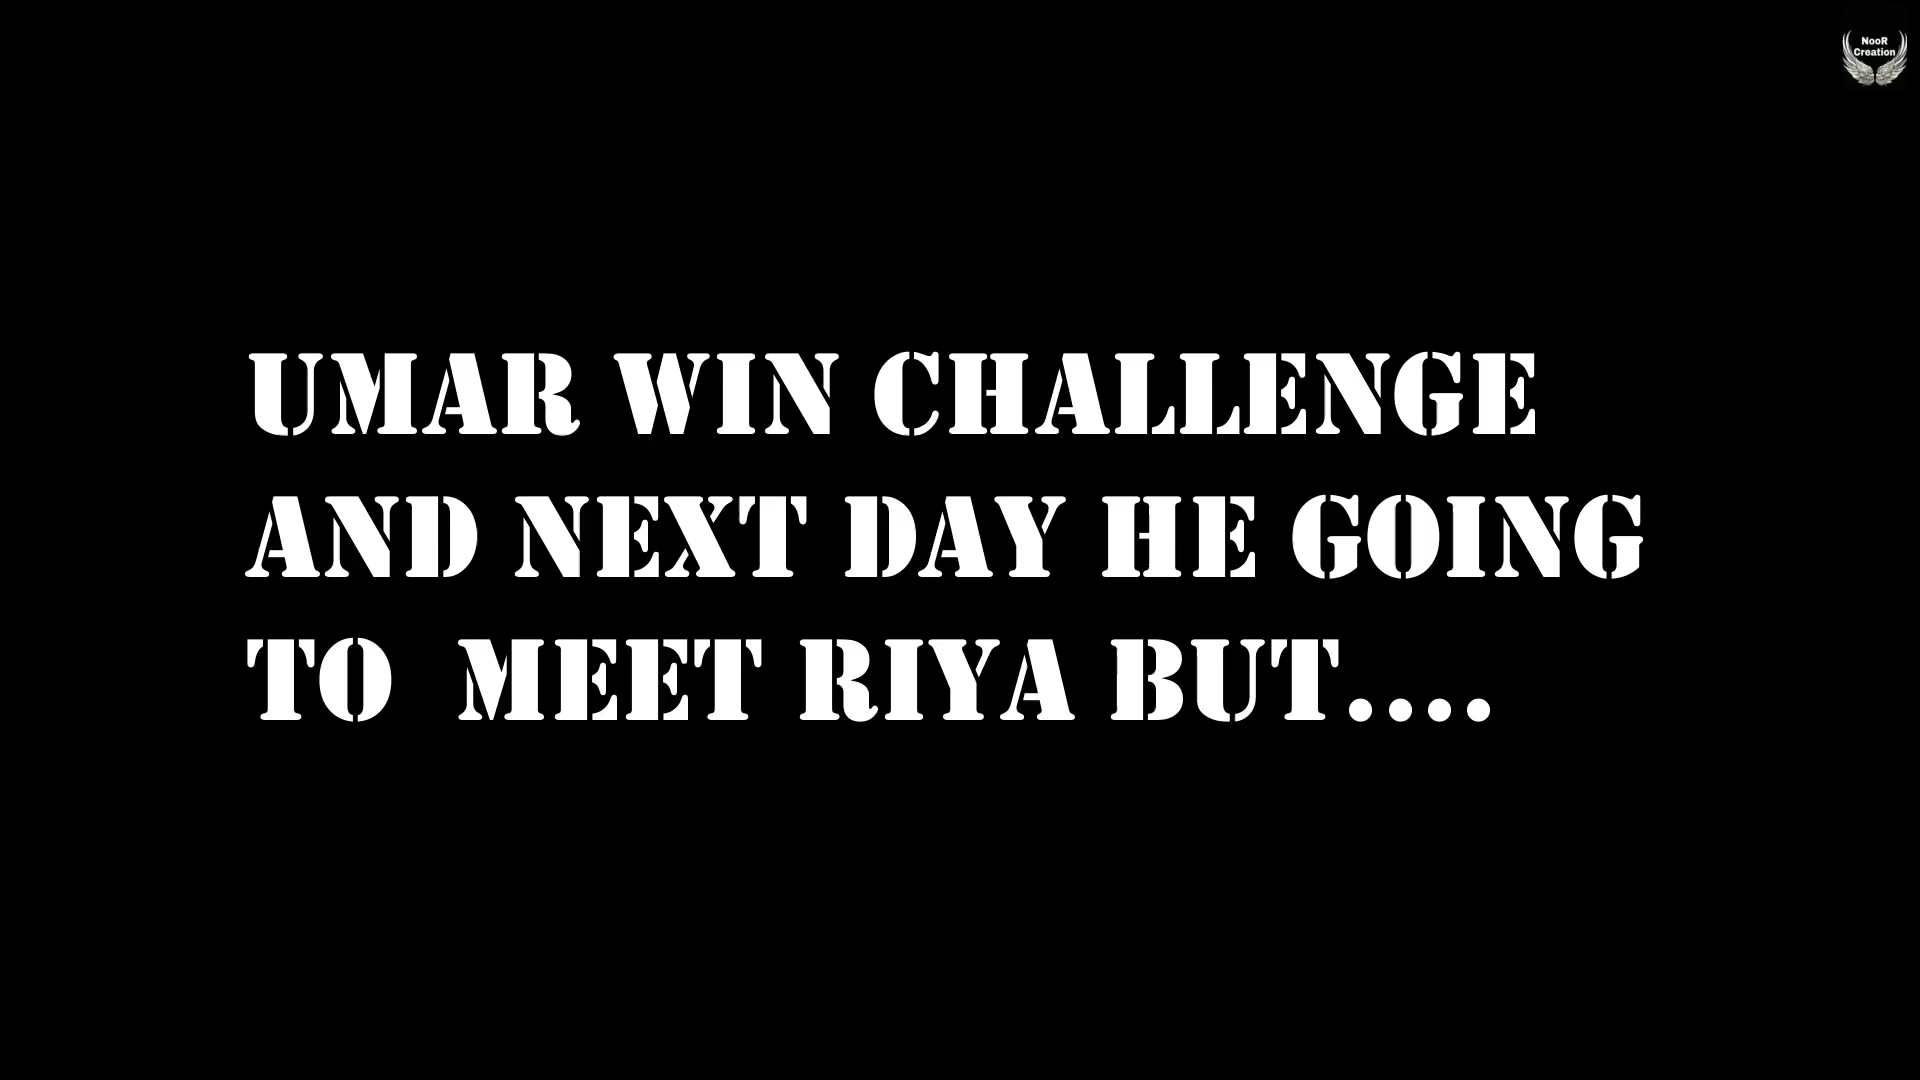 NooR
Creation
UMAR WIN CHALLENGE
AND NEXT DAY HE GOING
TO  MEET RIYA BUT....